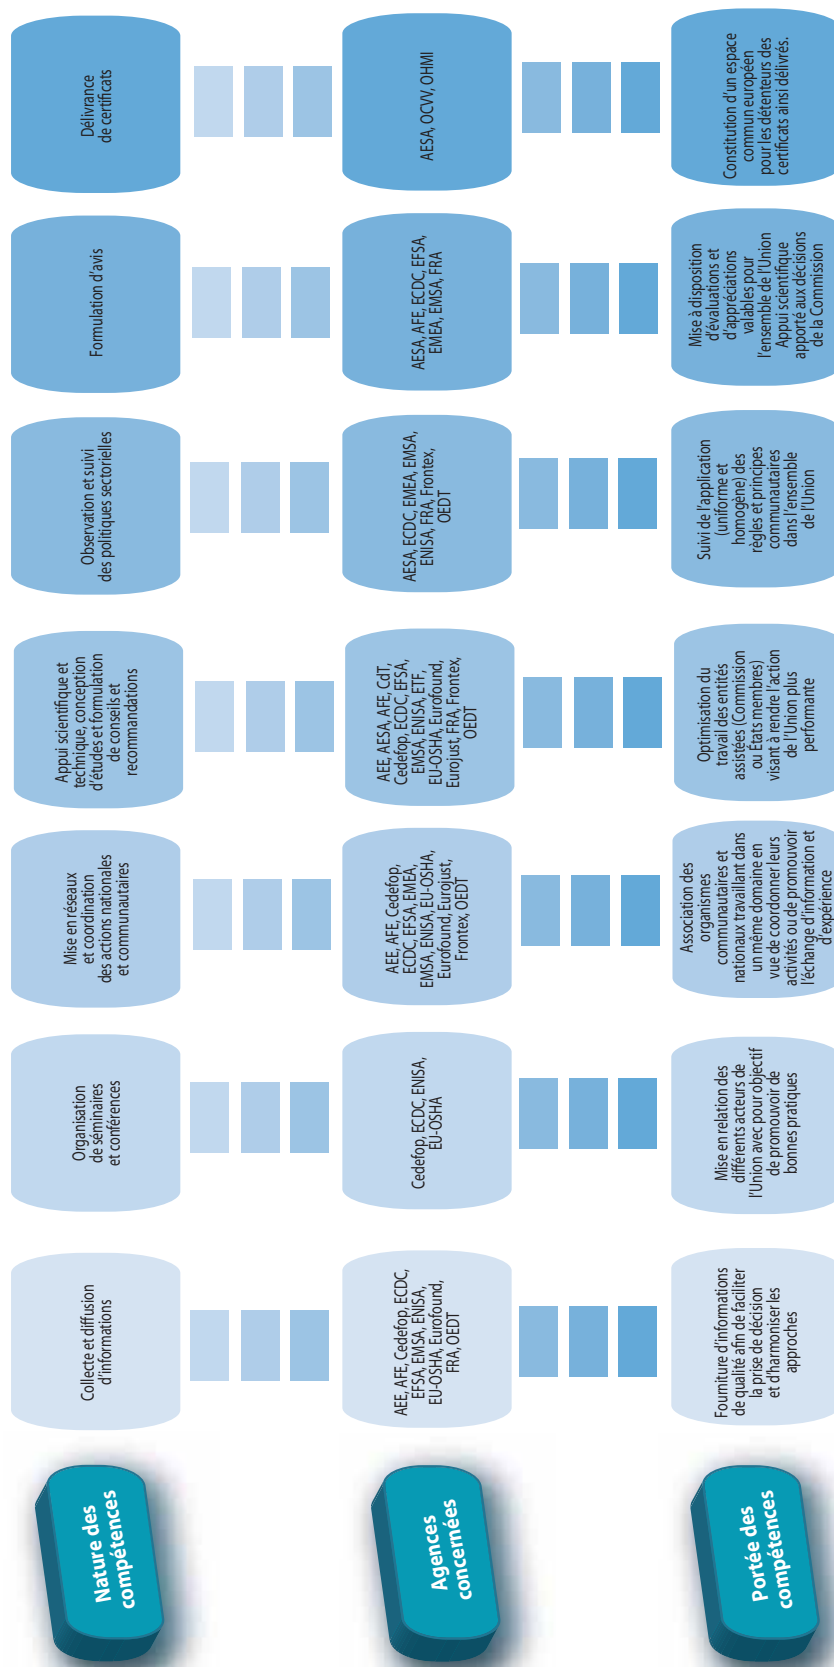 Nature des
compétences
Collecte et diffusion
d'informations
Organisation
de séminaires
et conférences
Mise en réseaux
et coordination
des actions nationales
et communautaires
Appui scientifique et
technique, conception
d'études et formulation
de conseils et
recommandations
Observation et suivi
des politiques sectorielles
Formulation d'avis
Délivrance
de certificats
Agences
concernées
AEE, AFE, Cedefop, ECDC,
EFSA, EMSA, ENISA,
EU-OSHA, Eurofound,
FRA, OEDT
Cedefop, ECDC, ENISA,
EU-OSHA
AEE, AFE, Cedefop,
ECDC, EFSA, EMEA,
EMSA, ENISA, EU-OSHA,
Eurofound, Eurojust,
Frontex, OEDT
AEE, AESA, AFE, CdT,
Cedefop, ECDC, EFSA,
EMSA, ENISA, ETF,
EU-OSHA, Eurofound,
Eurojust, FRA, Frontex,
OEDT
AESA, ECDC, EMEA, EMSA,
ENISA, FRA, Frontex,
OEDT
AESA, AFE, ECDC, EFSA,
EMEA, EMSA, FRA
AESA, OCVV, OHMI
Portée des
compétences
Fourniture d'informations
de qualité afin de faciliter
la prise de décision
et d'harmoniser les
approches
Mise en relation des
différents acteurs de
l'Union avec pour objectif
de promouvoir de
bonnes pratiques
Association des
organismes
communautaires et
nationaux travaillant dans
un même domaine en
vue de coordonner leurs
activités ou de promouvoir
l'échange d'information et
d'expérience
Optimisation du
travail des entités
assistées (Commission
ou États membres)
visant à rendre l'action
de l'Union plus
performante
Suivi de l'application
(uniforme et
homogène) des
règles et principes
communautaires
dans l'ensemble
de l'Union
Mise à disposition
d'évaluations et
d'appréciations
valables pour
l'ensemble de l'Union
Appui scientifique
apporté aux décisions
de la Commission
Constitution d'un espace
commun européen
pour les détenteurs des
certificats ainsi délivrés.